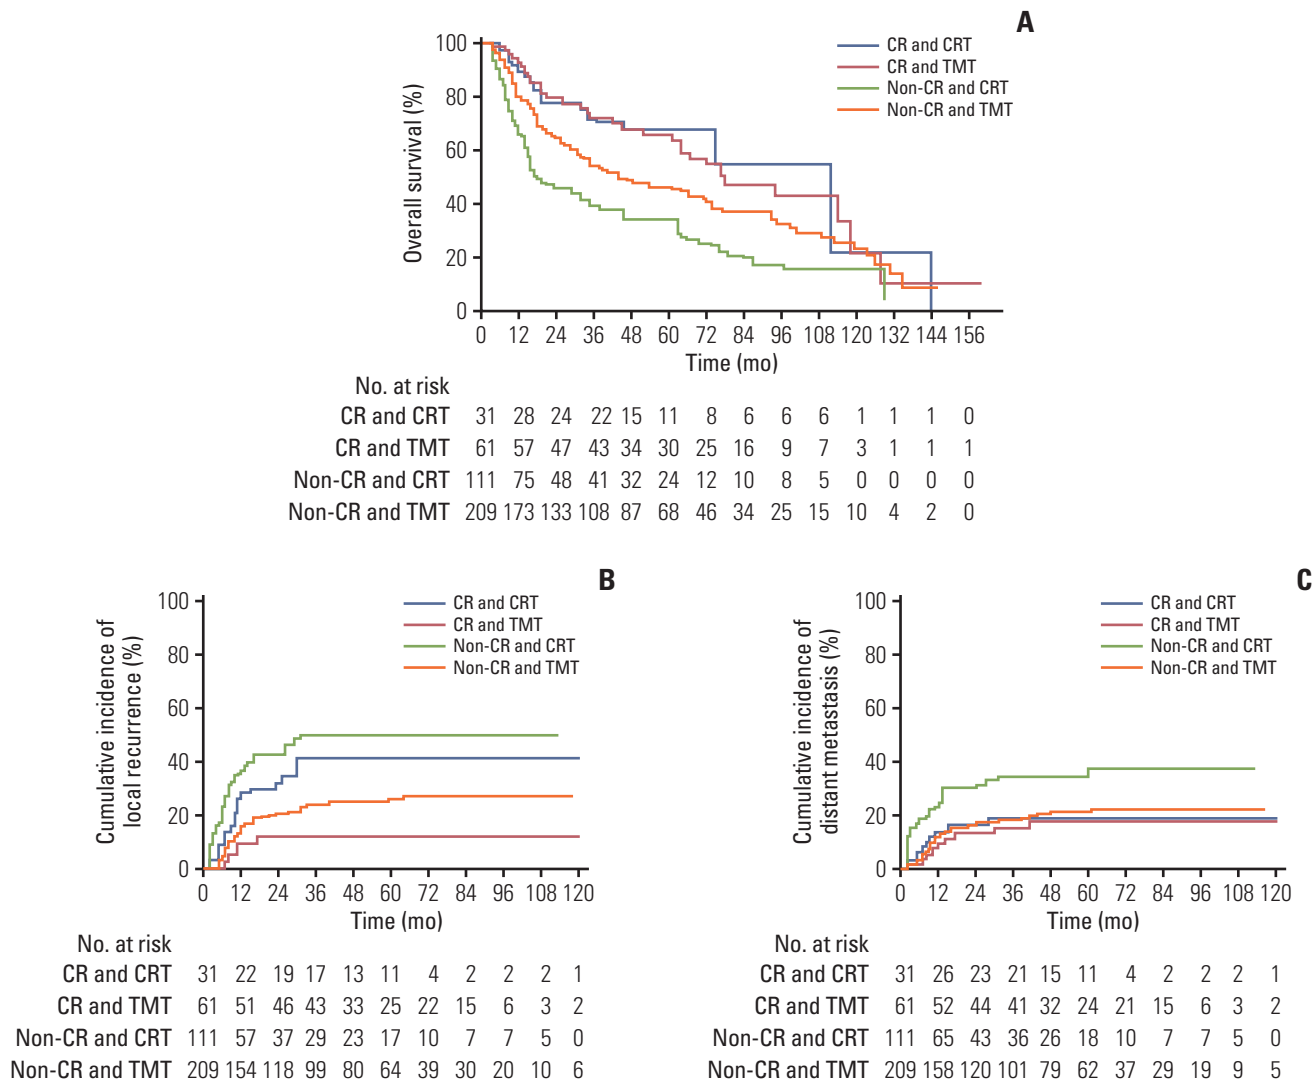 A
100
80
60
40
20
0
Overall survival (%)
CR and CRT
CR and TMT
Non-CR and CRT
Non-CR and TMT
0 12 24 36 48 60 72 84 96 108 120 132 144 156
Time (mo)
No. at risk
CR and CRT 31 28 24 22 15 11 8 6 6 6 1 1 1 0
CR and TMT 61 57 47 43 34 30 25 16 9 7 3 1 1 1
Non-CR and CRT 111 75 48 41 32 24 12 10 8 5 0 0 0 0
Non-CR and TMT 209 173 133 108 87 68 46 34 25 15 10 4 2 0
B
100
80
60
40
20
0
Cumulative incidence of
local recurrence (%)
CR and CRT
CR and TMT
Non-CR and CRT
Non-CR and TMT
0 12 24 36 48 60 72 84 96 108 120
Time (mo)
No. at risk
CR and CRT 31 22 19 17 13 11 4 2 2 2 1
CR and TMT 61 51 46 43 33 25 22 15 6 3 2
Non-CR and CRT 111 57 37 29 23 17 10 7 7 5 0
Non-CR and TMT 209 154 118 99 80 64 39 30 20 10 6
C
100
80
60
40
20
0
Cumulative incidence of
distant metastasis (%)
CR and CRT
CR and TMT
Non-CR and CRT
Non-CR and TMT
0 12 24 36 48 60 72 84 96 108 120
Time (mo)
No. at risk
CR and CRT 31 26 23 21 15 11 4 2 2 2 1
CR and TMT 61 52 44 41 32 24 21 15 6 3 2
Non-CR and CRT 111 65 43 36 26 18 10 7 7 5 0
Non-CR and TMT 209 158 120 101 79 62 37 29 19 9 5